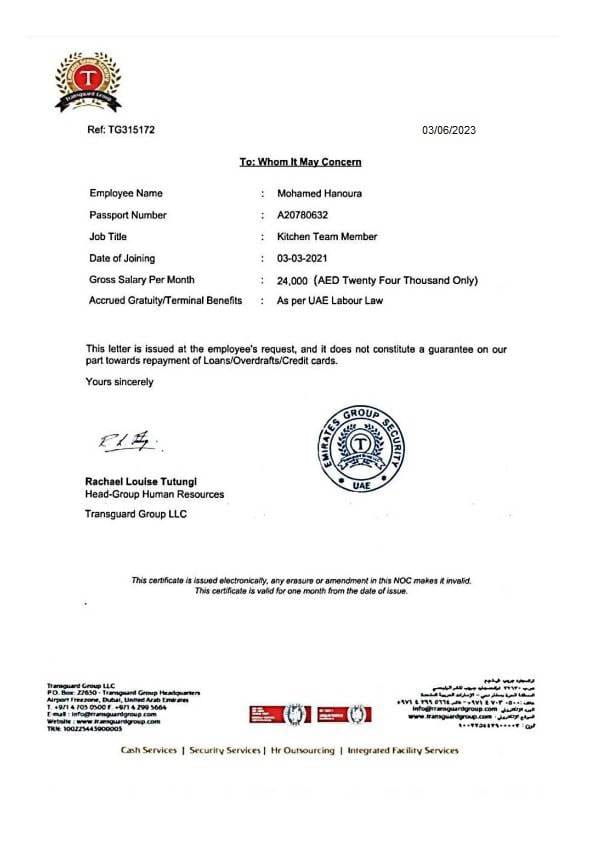 Transguard Group
T
Ref: TG315172
03/06/2023
To: Whom It May Concern
Employee Name : Mohamed Hanoura
Passport Number : A20780632
Job Title : Kitchen Team Member
Date of Joining : 03-03-2021
Gross Salary Per Month : 24,000 (AED Twenty Four Thousand Only)
Accrued Gratuity/Terminal Benefits : As per UAE Labour Law
This letter is issued at the employee's request, and it does not constitute a guarantee on our
part towards repayment of Loans/Overdrafts/Credit cards.
Yours sincerely
EMIRATES GROUP SECURITY
T
UAE
Rachael Louise Tutungi
Head-Group Human Resources
Transguard Group LLC
This certificate is issued electronically, any erasure or amendment in this NOC makes it invalid.
This certificate is valid for one month from the date of issue.
Transguard Group LLC
P.O. Box: 22630 - Transguard Group Headquarters
Airport Freezone, Dubai, United Arab Emirates
T. +971 4 703 0500 F. +971 4 299 5664
E-mail : info@transguardgroup.com
Website : www.transguardgroup.com
TRN: 100225445900003
info@transguardgroup.com
www.transguardgroup.com
Cash Services | Security Services | Hr Outsourcing | Integrated Facility Services